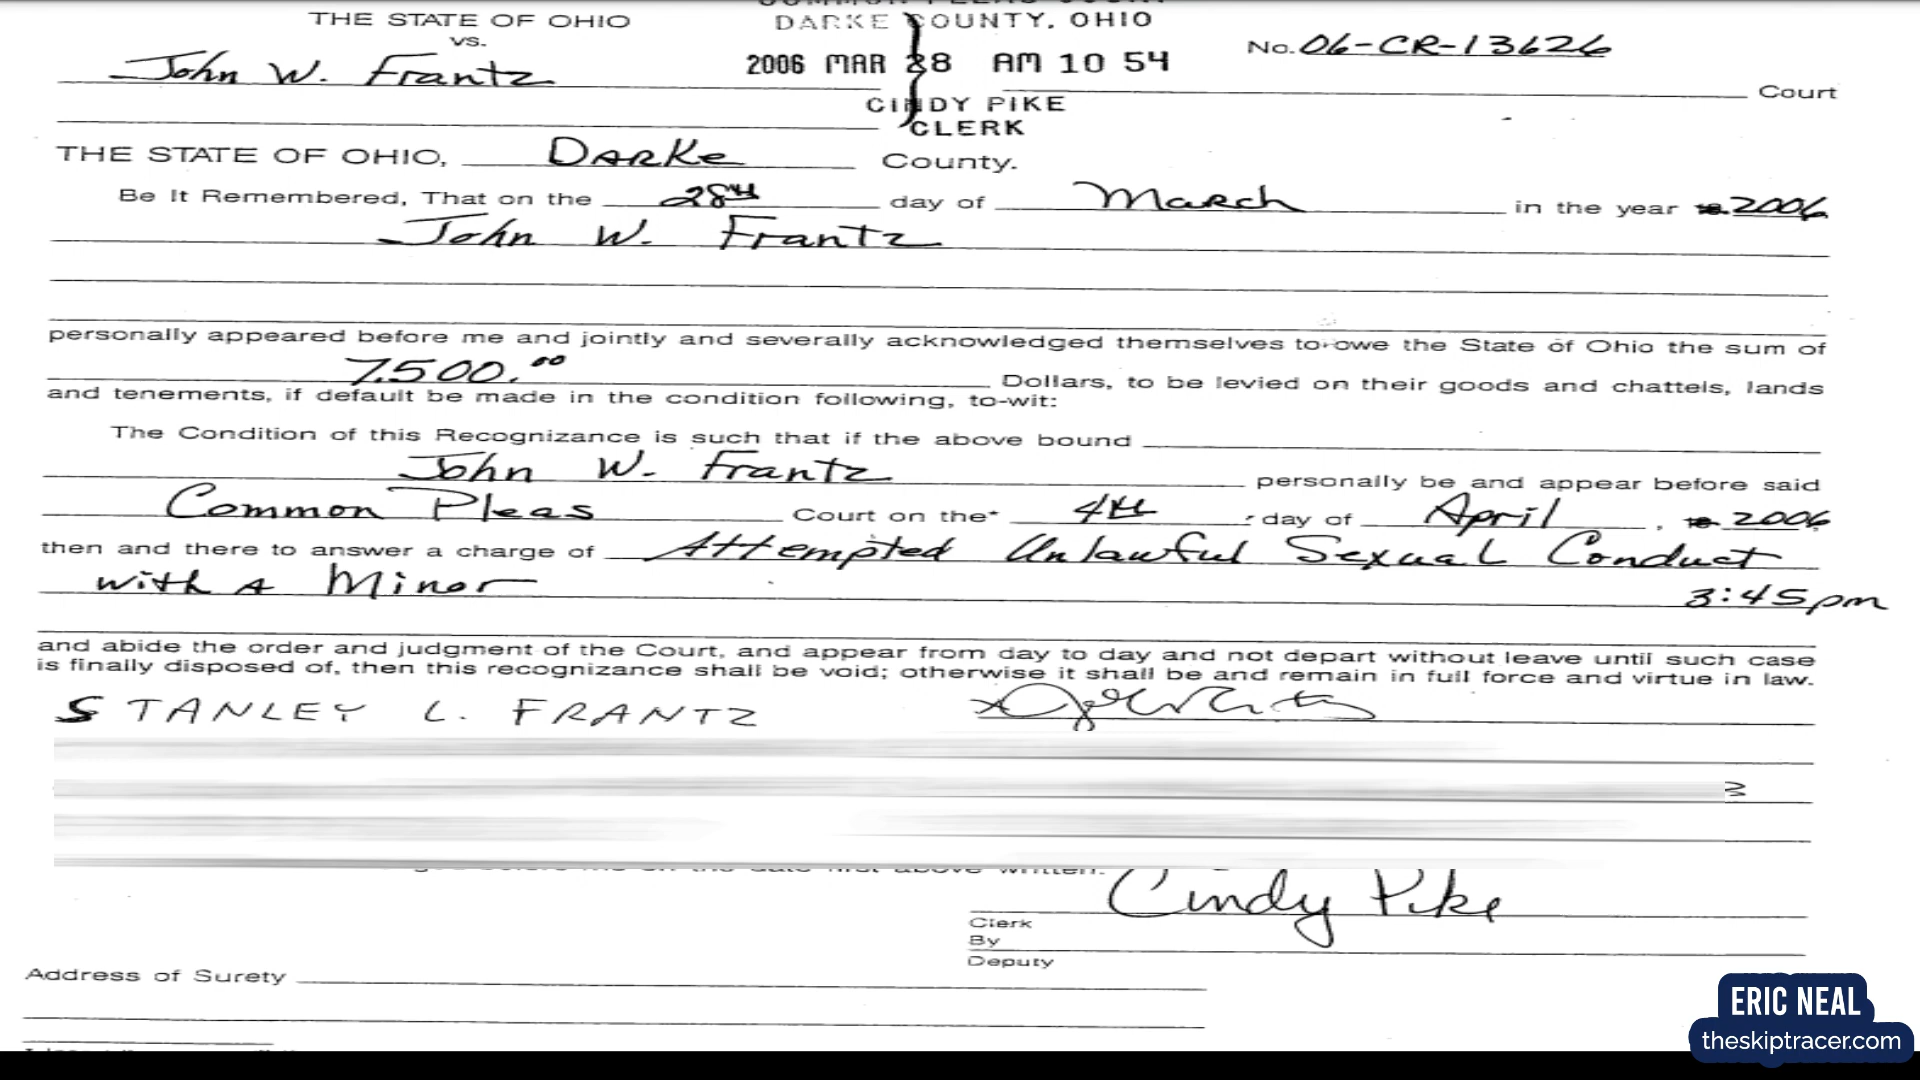 THE STATE OF OHIO
vs.
John W. Frantz
DARKE COUNTY, OHIO
2006 MAR 28 AM 10 54
CINDY PIKE
CLERK
No. 06-CR-13626
Court
THE STATE OF OHIO, Darke County.
Be It Remembered, That on the 28th day of March in the year 2006
John W. Frantz
personally appeared before me and jointly and severally acknowledged themselves to owe the State of Ohio the sum of
7,500.00 Dollars, to be levied on their goods and chattels, lands
and tenements, if default be made in the condition following, to-wit:
The Condition of this Recognizance is such that if the above bound
John W. Frantz personally be and appear before said
Common Pleas Court on the* 4th day of April, 2006
then and there to answer a charge of Attempted Unlawful Sexual Conduct
with A Minor 3:45pm
and abide the order and judgment of the Court, and appear from day to day and not depart without leave until such case
is finally disposed of, then this recognizance shall be void; otherwise it shall be and remain in full force and virtue in law.
STANLEY L. FRANTZ
Cindy Pike
Clerk
By
Deputy
Address of Surety
ERIC NEAL
theskiptracer.com